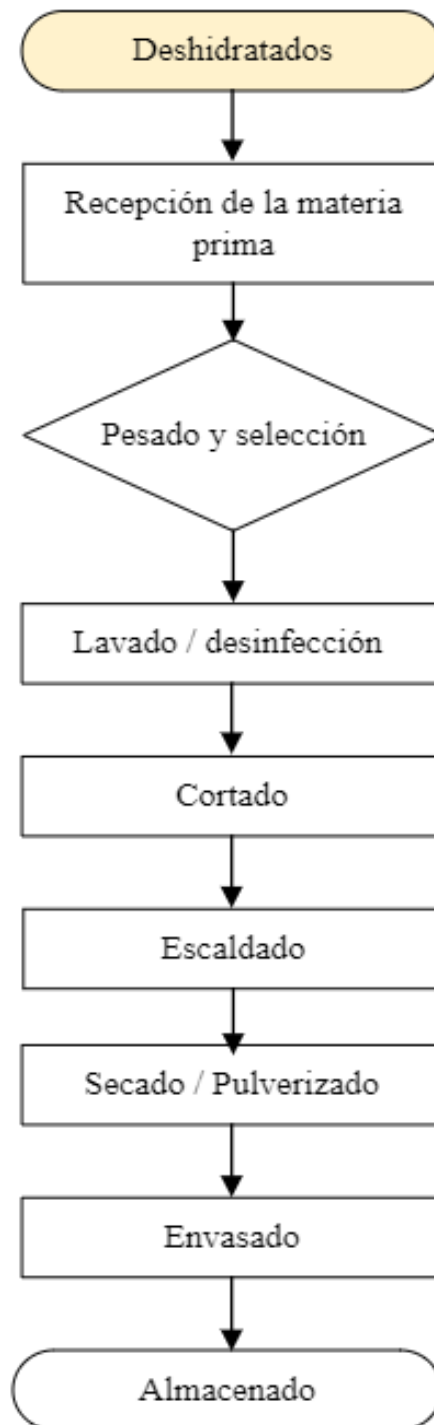 Deshidratados
Recepción de la materia
prima
Pesado y selección
Lavado / desinfección
Cortado
Escaldado
Secado / Pulverizado
Envasado
Almacenado